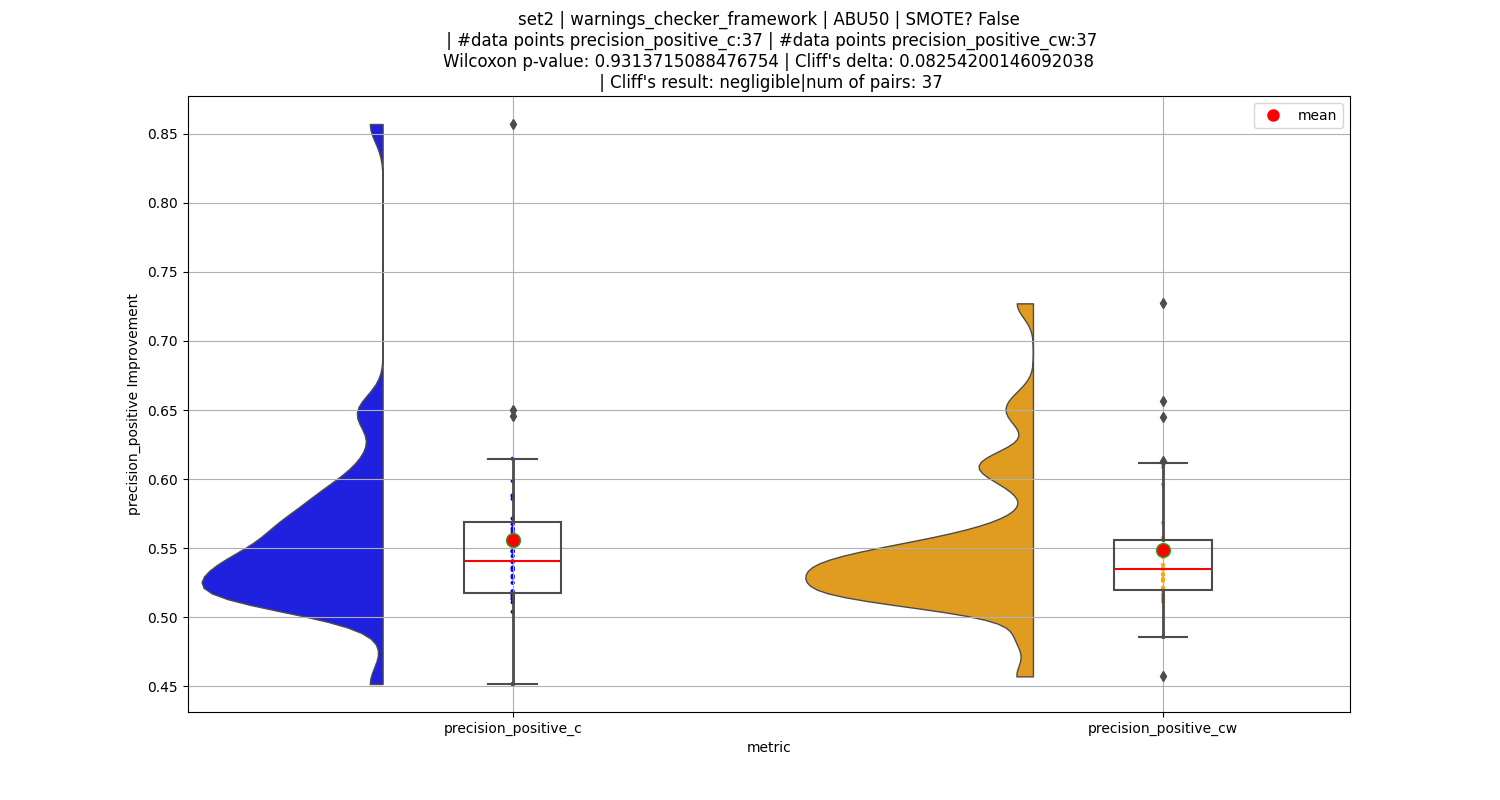 set2 | warnings_checker_framework | ABU50 | SMOTE? False
| #data points precision_positive_c:37 | #data points precision_positive_cw:37
Wilcoxon p-value: 0.9313715088476754 | Cliff's delta: 0.08254200146092038
| Cliff's result: negligible|num of pairs: 37
mean
0.85
0.80
0.75
0.70
0.65
0.60
0.55
0.50
0.45
precision_positive Improvement
precision_positive_c
precision_positive_cw
metric